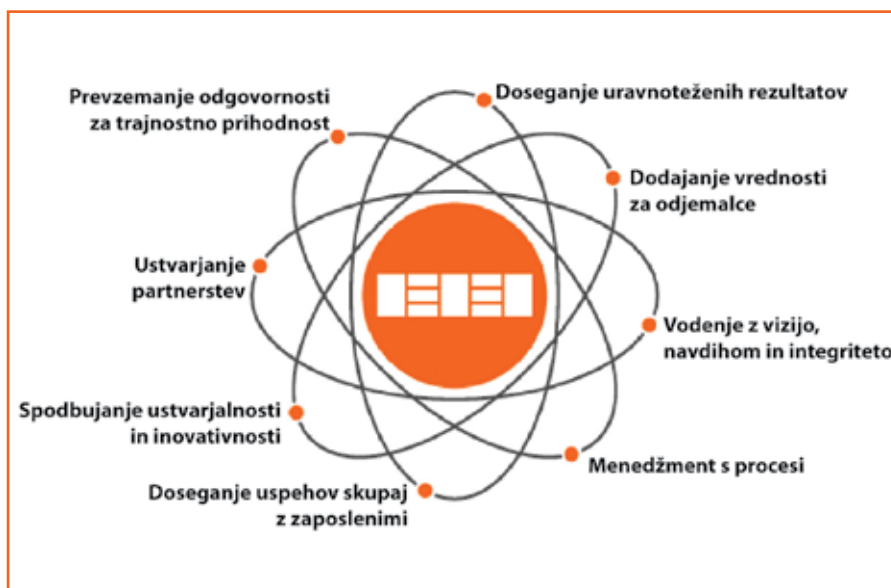 Doseganje uravnoteženih rezultatov
Dodajanje vrednosti
za odjemalce
Vodenje z vizijo,
navdihom in integriteto
Menedžment s procesi
Doseganje uspehov skupaj
z zaposlenimi
Spodbujanje ustvarjalnosti
in inovativnosti
Ustvarjanje
partnerstev
Prevzemanje odgovornosti
za trajnostno prihodnost